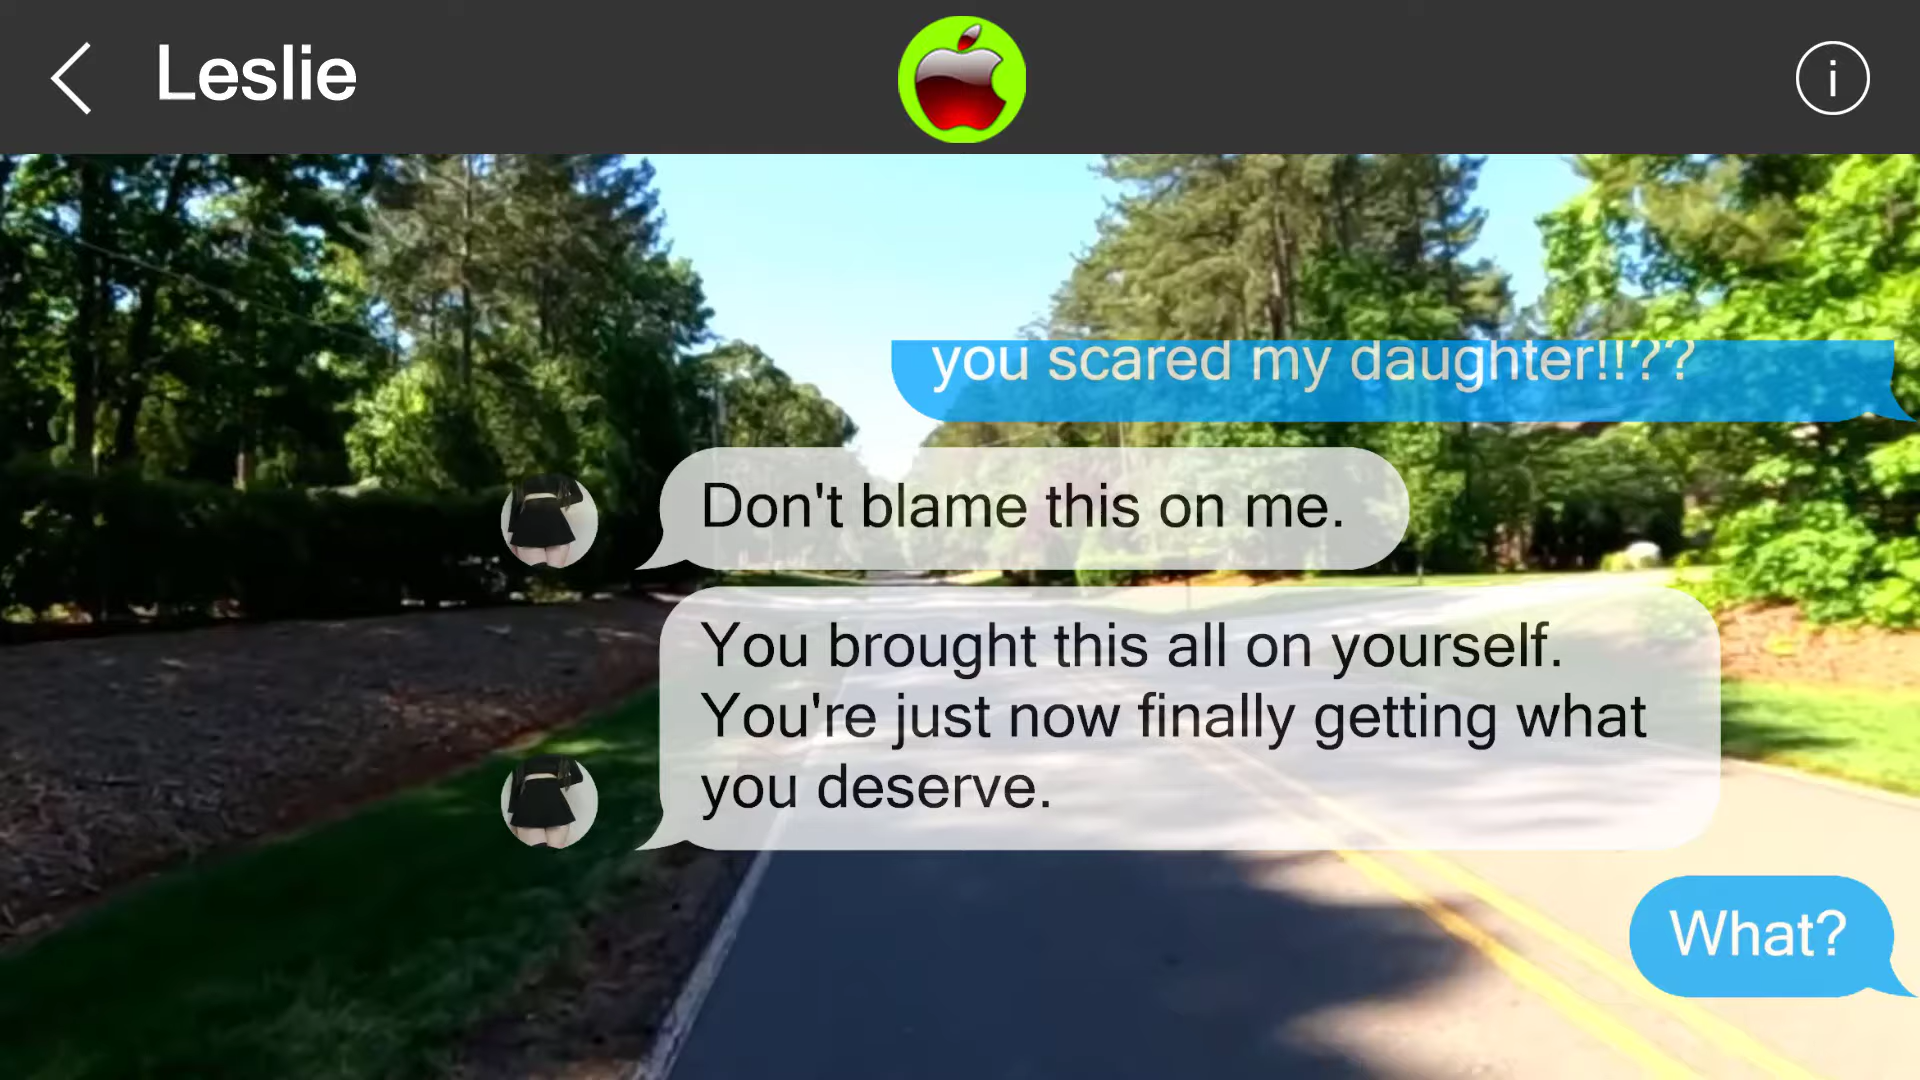 Leslie
i
you scared my daughter!!??
Don't blame this on me.
You brought this all on yourself.
You're just now finally getting what
you deserve.
What?